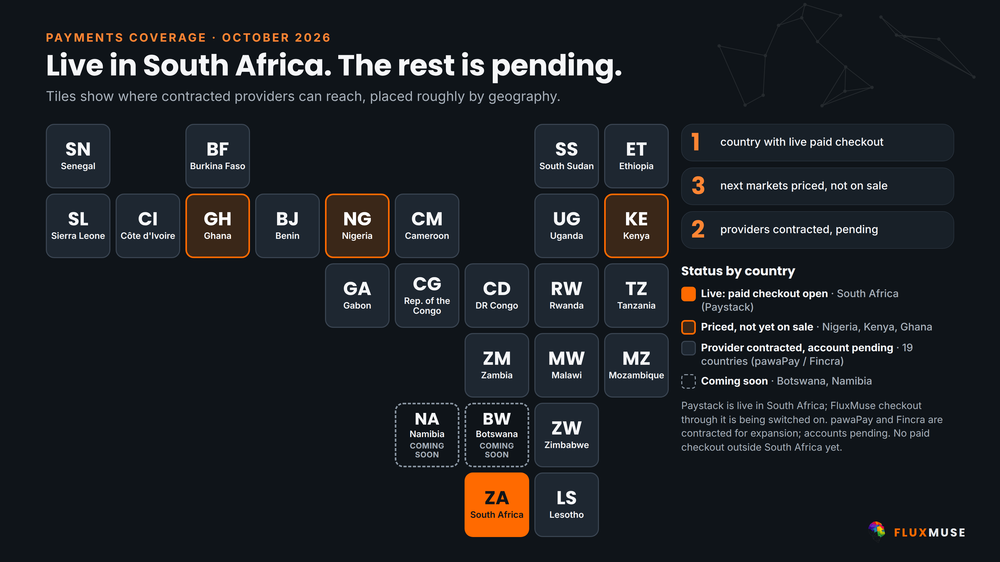 PAYMENTS COVERAGE · OCTOBER 2026
Live in South Africa. The rest is pending.
Tiles show where contracted providers can reach, placed roughly by geography.
SN
Senegal
BF
Burkina Faso
SS
South Sudan
ET
Ethiopia
SL
Sierra Leone
CI
Côte d'Ivoire
GH
Ghana
BJ
Benin
NG
Nigeria
CM
Cameroon
UG
Uganda
KE
Kenya
GA
Gabon
CG
Rep. of the
Congo
CD
DR Congo
RW
Rwanda
TZ
Tanzania
ZM
Zambia
MW
Malawi
MZ
Mozambique
NA
Namibia
COMING
SOON
BW
Botswana
COMING
SOON
ZW
Zimbabwe
ZA
South Africa
LS
Lesotho
1 country with live paid checkout
3 next markets priced, not on sale
2 providers contracted, pending
Status by country
Live: paid checkout open · South Africa
(Paystack)
Priced, not yet on sale · Nigeria, Kenya, Ghana
Provider contracted, account pending · 19
countries (pawaPay / Fincra)
Coming soon · Botswana, Namibia
Paystack is live in South Africa; FluxMuse checkout
through it is being switched on. pawaPay and Fincra are
contracted for expansion; accounts pending. No paid
checkout outside South Africa yet.
FLUXMUSE